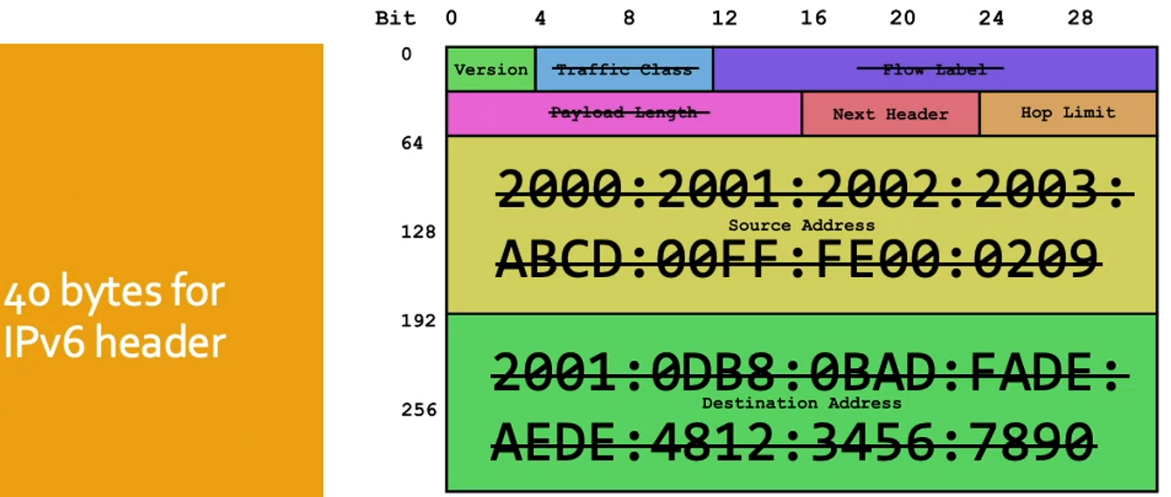 40 bytes for
IPv6 header
Bit 0 4 8 12 16 20 24 28
0
Version Traffic Class Flow Label
Payload Length Next Header Hop Limit
64
2000:2001:2002:2003:
Source Address
128
ABCD:00FF:FE00:0209
192
2001:0DB8:0BAD:FADE:
Destination Address
256
AEDE:4812:3456:7890